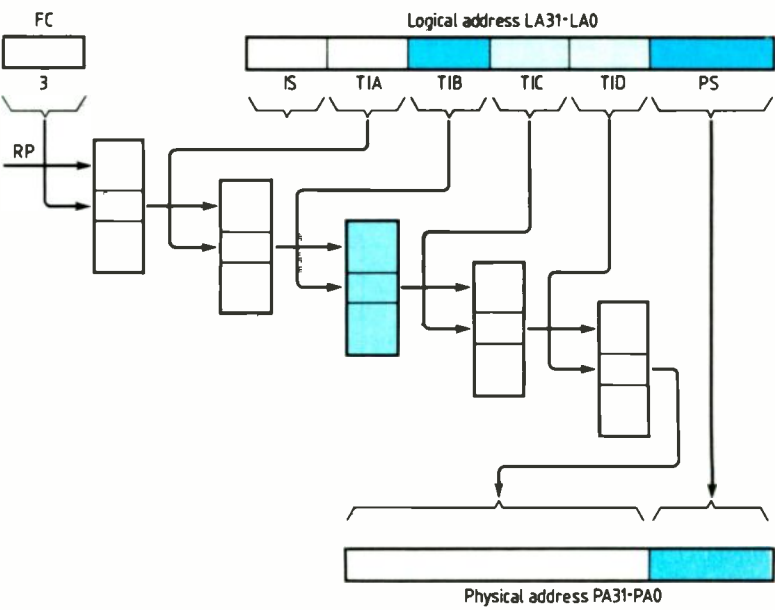 FC
Logical address LA31-LA0
3
IS TIA TIB TIC TID PS
RP
Physical address PA31-PA0